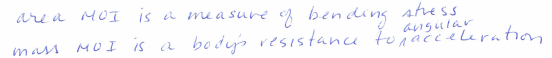 area MOI is a measure of bending stress
mass MOI is a body's resistance to angular acceleration